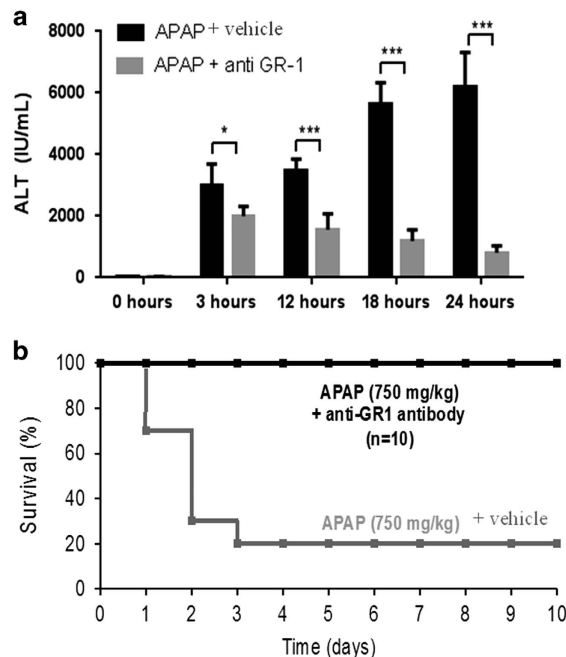 a
APAP + vehicle
APAP + anti GR-1
ALT (IU/mL)
8000
6000
4000
2000
0
*
***
***
***
0 hours 3 hours 12 hours 18 hours 24 hours
b
Survival (%)
100
80
60
40
20
0
APAP (750 mg/kg)
+ anti-GR1 antibody
(n=10)
APAP (750 mg/kg) + vehicle
0 1 2 3 4 5 6 7 8 9 10
Time (days)